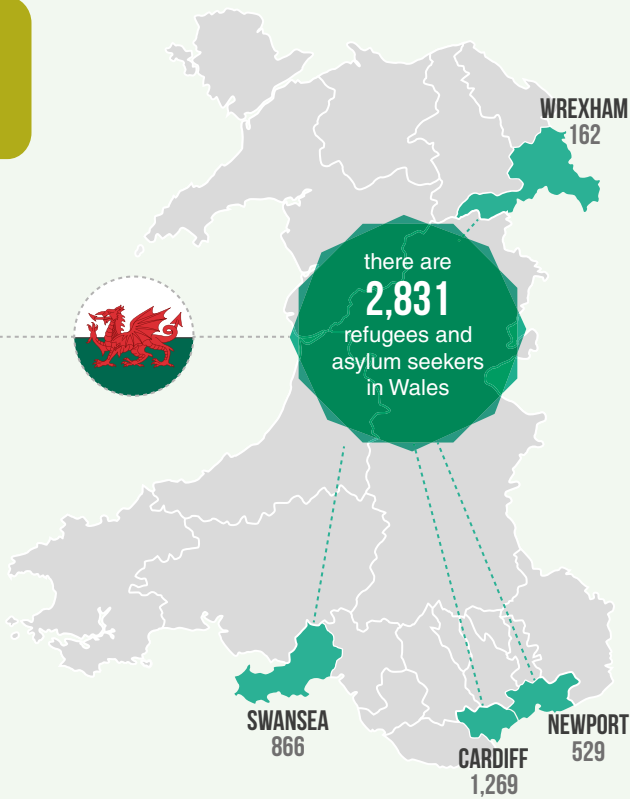 WREXHAM
162
there are
2,831
refugees and
asylum seekers
in Wales
SWANSEA
866
CARDIFF
1,269
NEWPORT
529